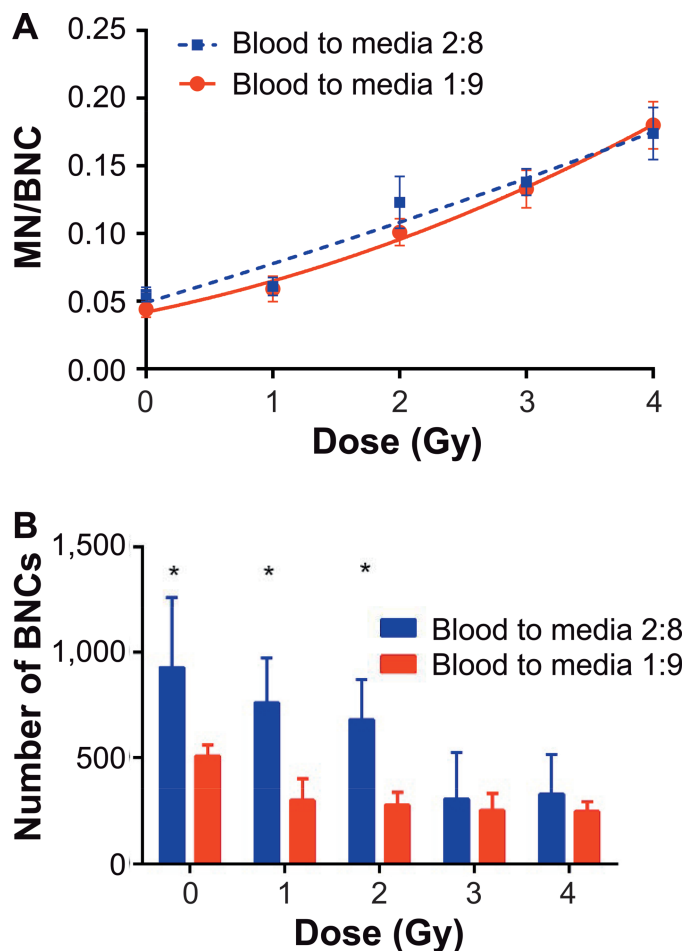 A
0.25
0.20
0.15
0.10
0.05
0.00
MN/BNC
Blood to media 2:8
Blood to media 1:9
0 1 2 3 4
Dose (Gy)
B
1,500
1,000
500
0
Number of BNCs
* * *
Blood to media 2:8
Blood to media 1:9
0 1 2 3 4
Dose (Gy)